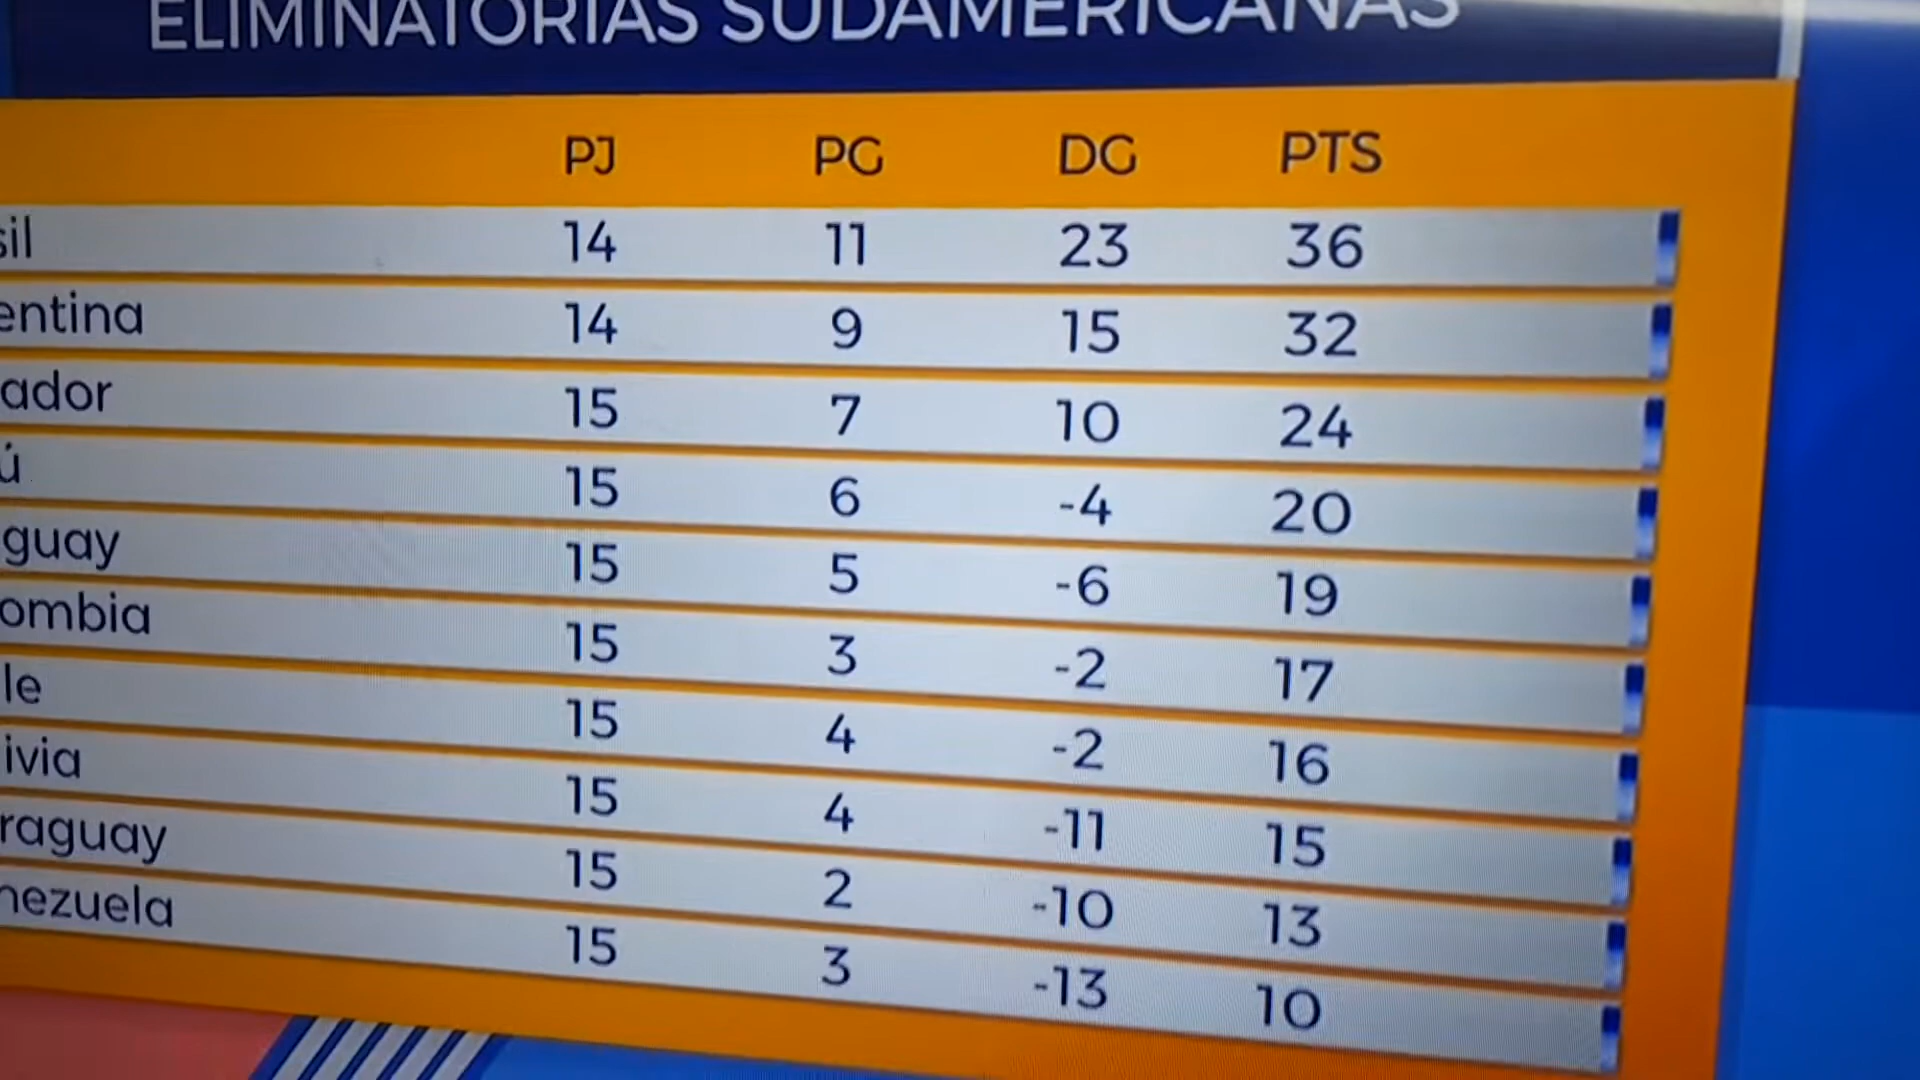 ELIMINATORIAS SUDAMERICANAS
PJ PG DG PTS
sil 14 11 23 36
entina 14 9 15 32
ador 15 7 10 24
ú 15 6 -4 20
guay 15 5 -6 19
ombia 15 3 -2 17
le 15 4 -2 16
ivia 15 4 -11 15
raguay 15 2 -10 13
nezuela 15 3 -13 10